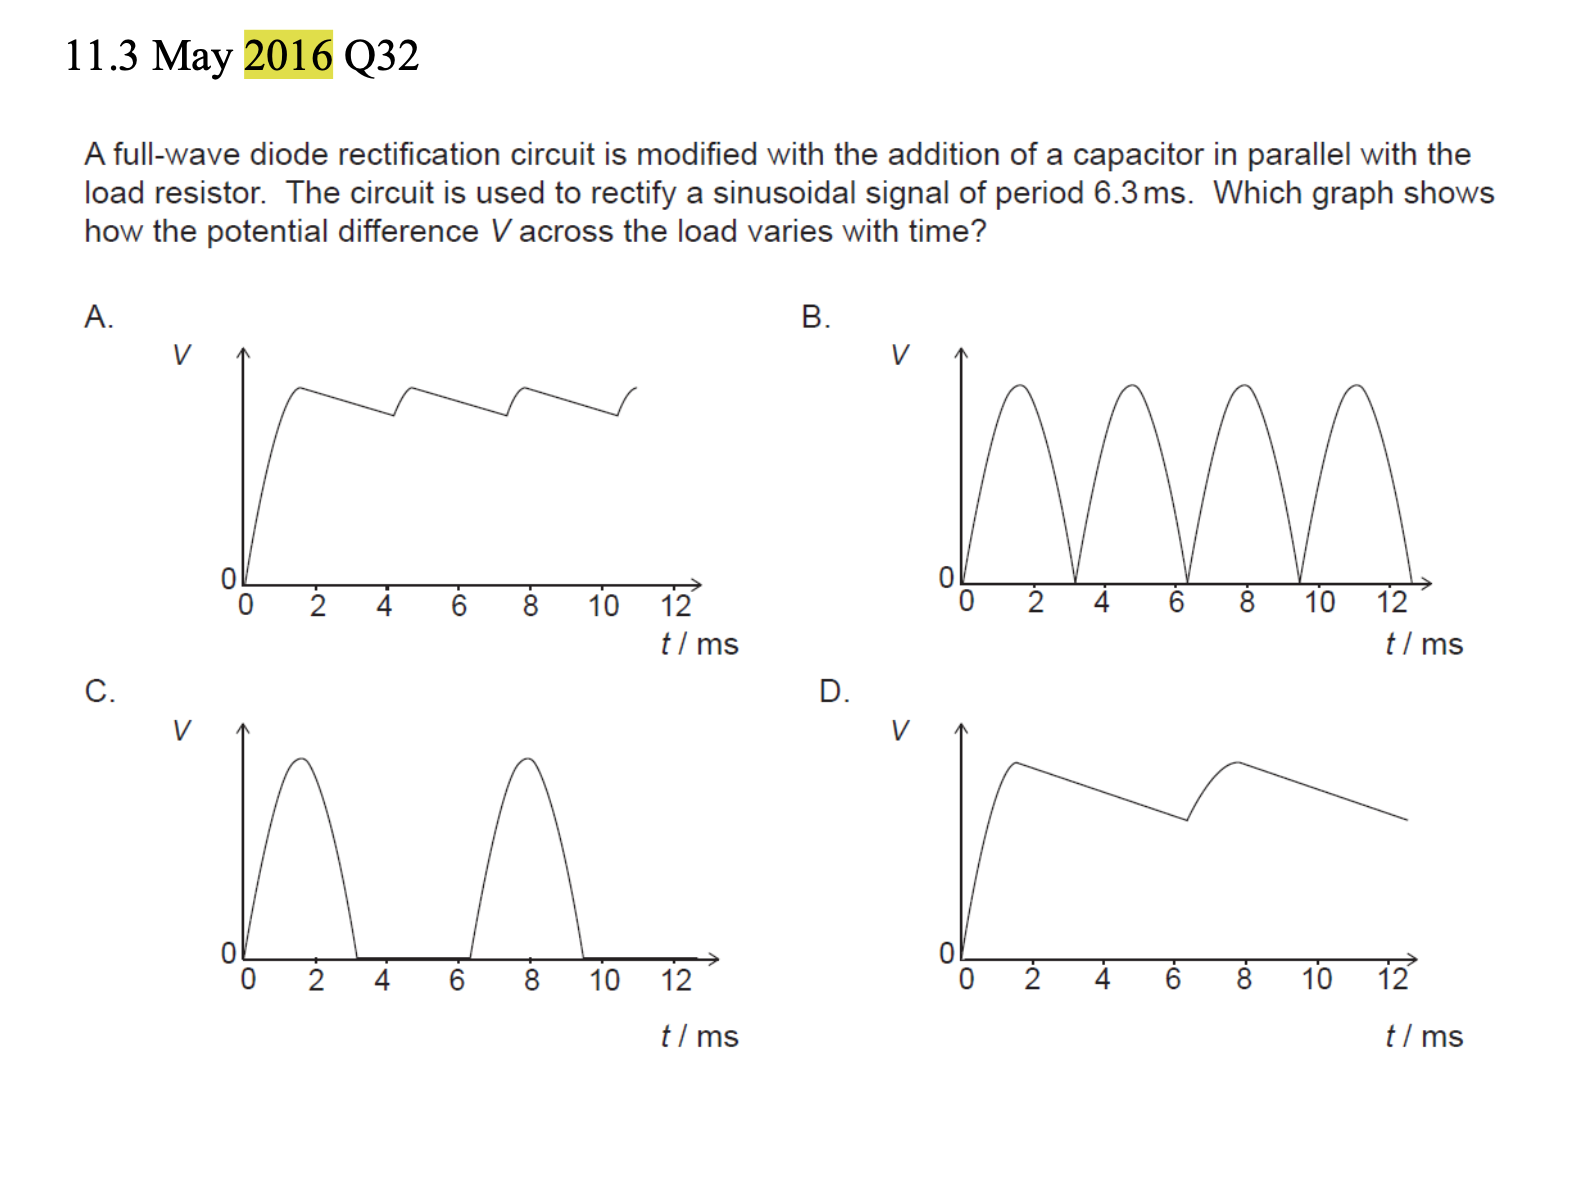 11.3 May 2016 Q32
A full-wave diode rectification circuit is modified with the addition of a capacitor in parallel with the
load resistor. The circuit is used to rectify a sinusoidal signal of period 6.3 ms. Which graph shows
how the potential difference V across the load varies with time?
A.
V
0
0 2 4 6 8 10 12
t / ms
B.
V
0
0 2 4 6 8 10 12
t / ms
C.
V
0
0 2 4 6 8 10 12
t / ms
D.
V
0
0 2 4 6 8 10 12
t / ms